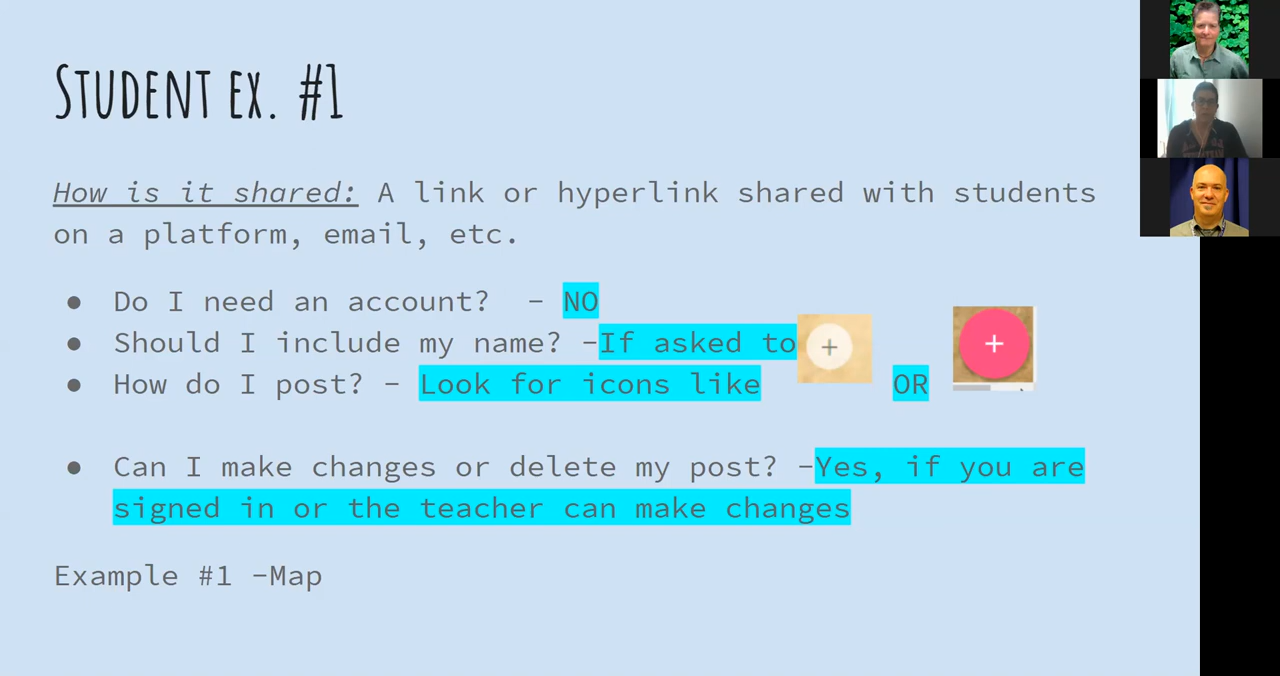 STUDENT EX. #1
How is it shared: A link or hyperlink shared with students
on a platform, email, etc.
● Do I need an account? - NO
● Should I include my name? -If asked to
● How do I post? - Look for icons like + OR +
● Can I make changes or delete my post? -Yes, if you are
signed in or the teacher can make changes
Example #1 -Map